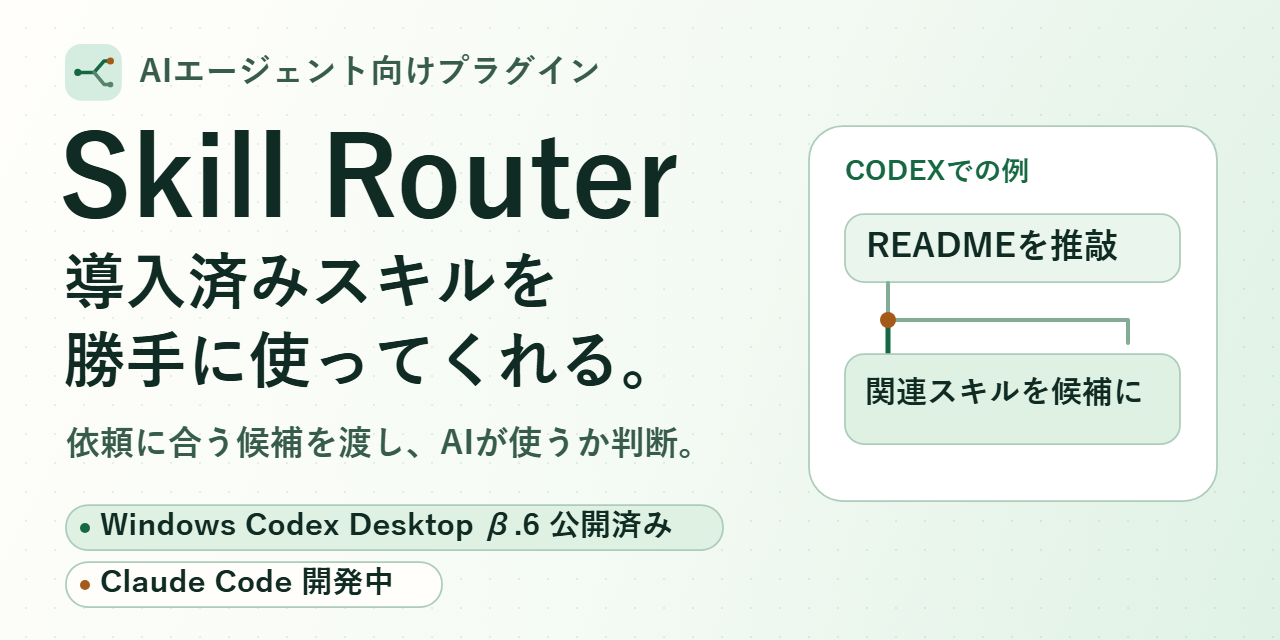 AIエージェント向けプラグイン
Skill Router
導入済みスキルを
勝手に使ってくれる。
依頼に合う候補を渡し、AIが使うか判断。
Windows Codex Desktop β.6 公開済み
Claude Code 開発中
CODEXでの例
READMEを推敲
関連スキルを候補に